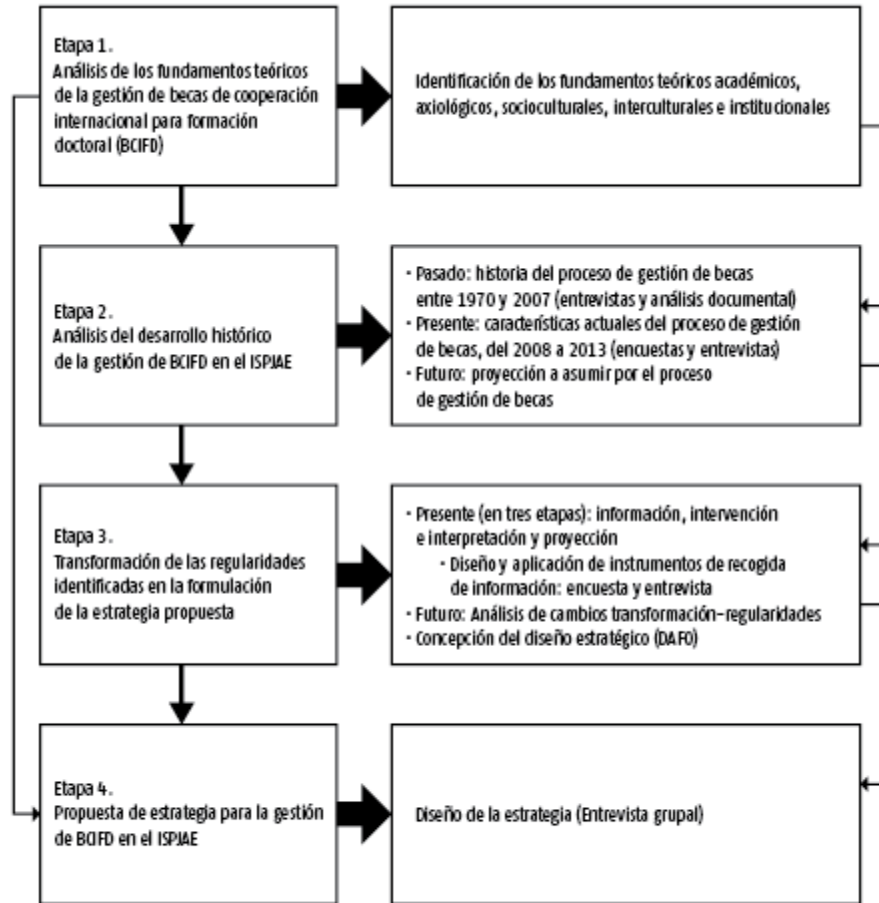 Etapa 1.
Análisis de los fundamentos teóricos
de la gestión de becas de cooperación
internacional para formación
doctoral (BCIFD)
Identificación de los fundamentos teóricos académicos,
axiológicos, socioculturales, interculturales e institucionales
Etapa 2.
Análisis del desarrollo histórico
de la gestión de BCIFD en el ISPJAE
· Pasado: historia del proceso de gestión de becas
entre 1970 y 2007 (entrevistas y análisis documental)
· Presente: características actuales del proceso de gestión
de becas, del 2008 a 2013 (encuestas y entrevistas)
· Futuro: proyección a asumir por el proceso
de gestión de becas
Etapa 3.
Transformación de las regularidades
identificadas en la formulación
de la estrategia propuesta
· Presente (en tres etapas): información, intervención
e interpretación y proyección
· Diseño y aplicación de instrumentos de recogida
de información: encuesta y entrevista
· Futuro: Análisis de cambios transformación-regularidades
· Concepción del diseño estratégico (DAFO)
Etapa 4.
Propuesta de estrategia para la gestión
de BCIFD en el ISPJAE
Diseño de la estrategia (Entrevista grupal)